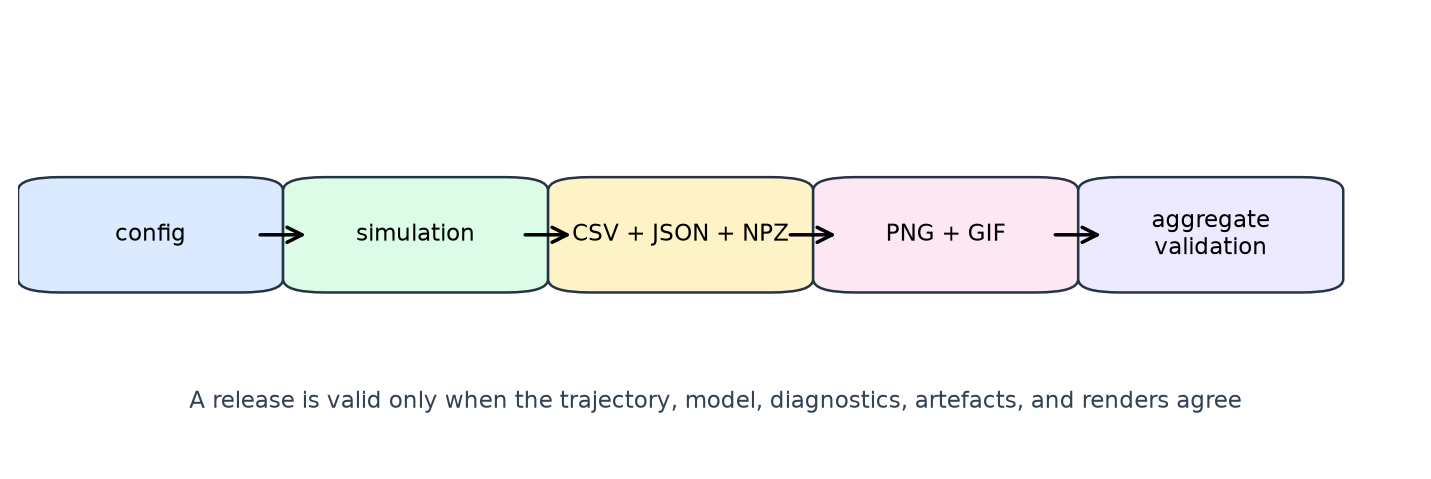 config
simulation
CSV + JSON + NPZ
PNG + GIF
aggregate
validation
A release is valid only when the trajectory, model, diagnostics, artefacts, and renders agree